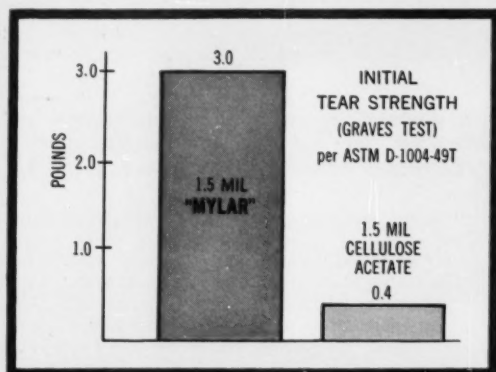 3.0
3.0
2.0
1.0
POUNDS
1.5 MIL
"MYLAR"
INITIAL
TEAR STRENGTH
(GRAVES TEST)
per ASTM D-1004-49T
1.5 MIL
CELLULOSE
ACETATE
0.4